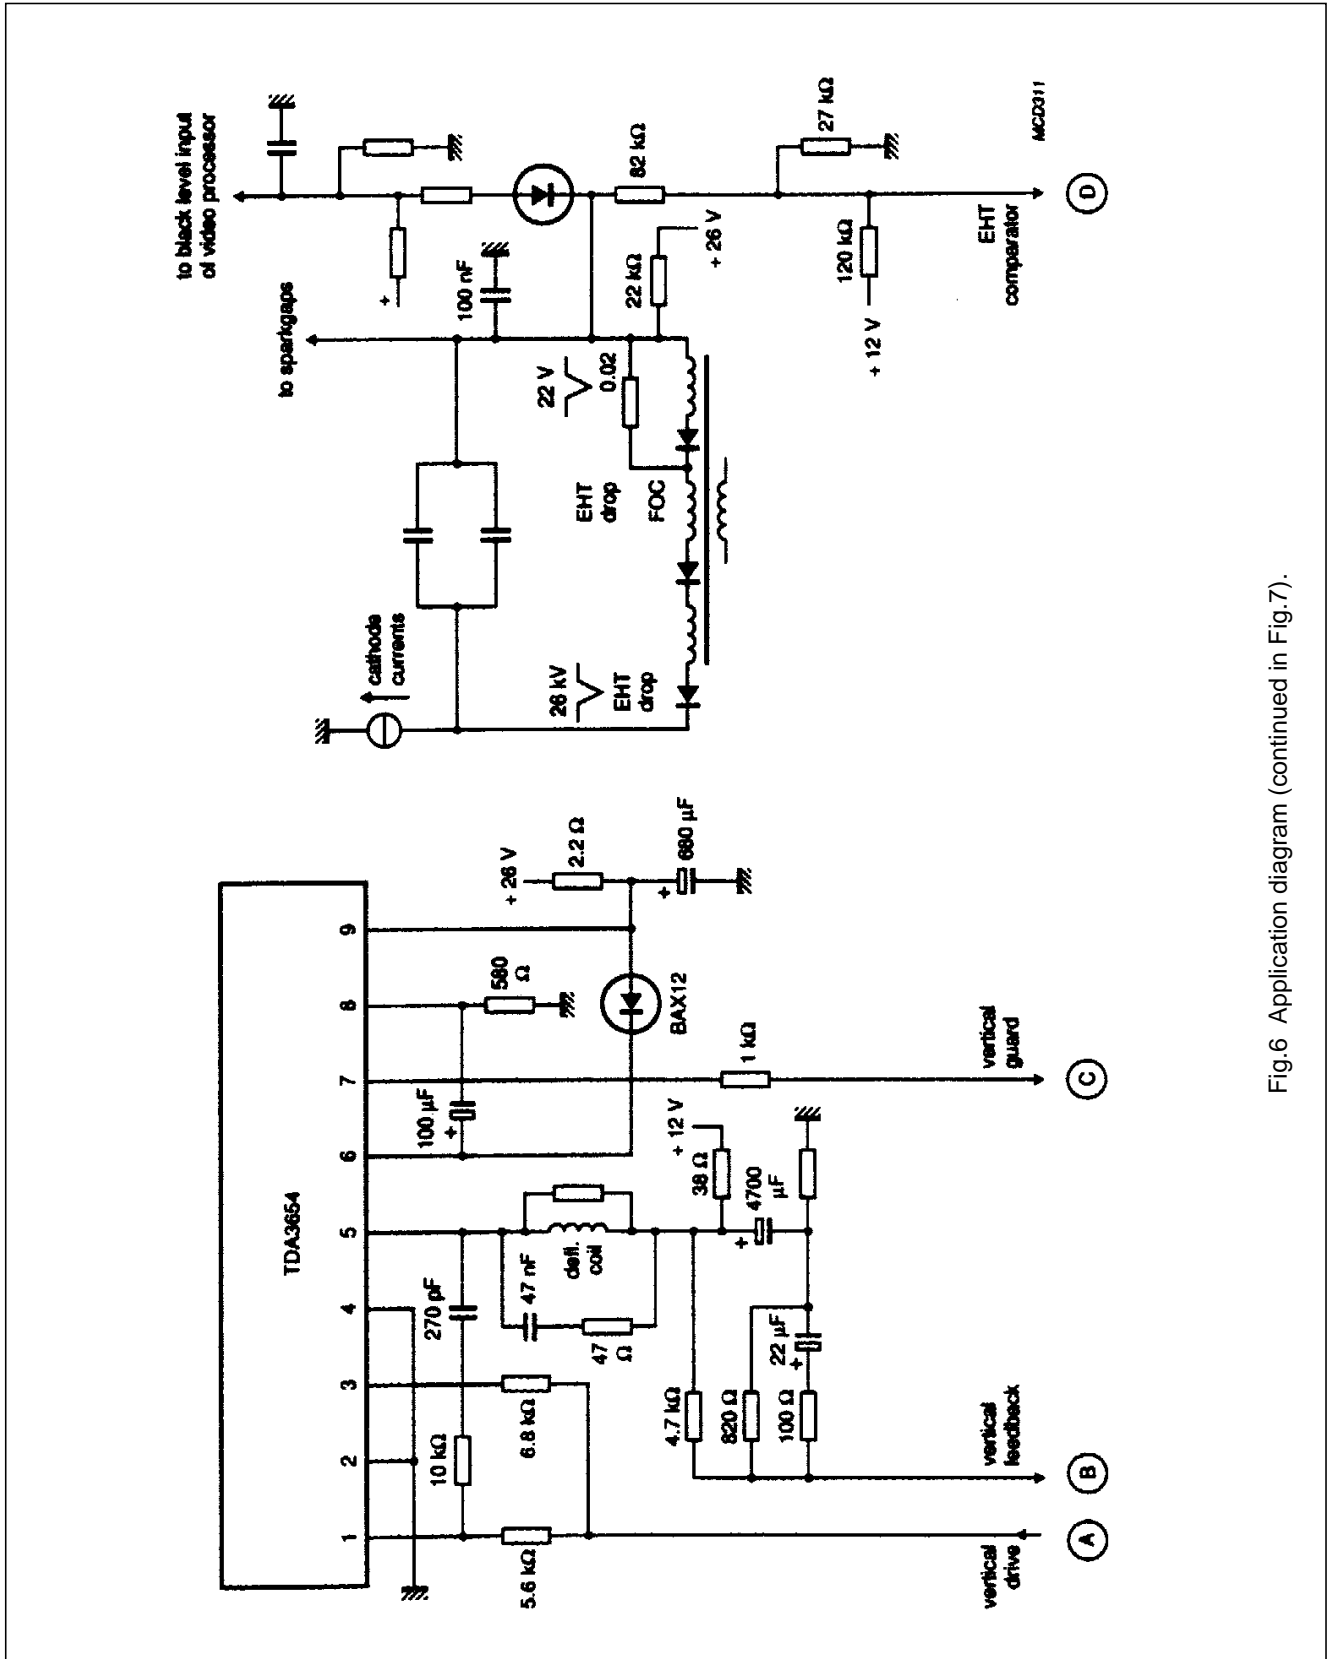 TDA3654
1
2
3
4
5
6
7
8
9
5.6 kΩ
10 kΩ
6.8 kΩ
270 pF
47 nF
47
Ω
defl.
coil
100 µF
+
560
Ω
+ 26 V
2.2 Ω
+
680 µF
BAX12
4.7 kΩ
820 Ω
100 Ω
22 µF
+
+ 12 V
4700
µF
+
1 kΩ
vertical
drive
A
vertical
feedback
B
vertical
guard
C
cathode
currents
26 kV
EHT
drop
EHT
drop
FOC
22 V
0.02
to sparkgaps
100 nF
to black level input
of video processor
+
82 kΩ
22 kΩ
+ 26 V
27 kΩ
120 kΩ
+ 12 V
EHT
comparator
D
MCD311
Fig.6 Application diagram (continued in Fig.7).